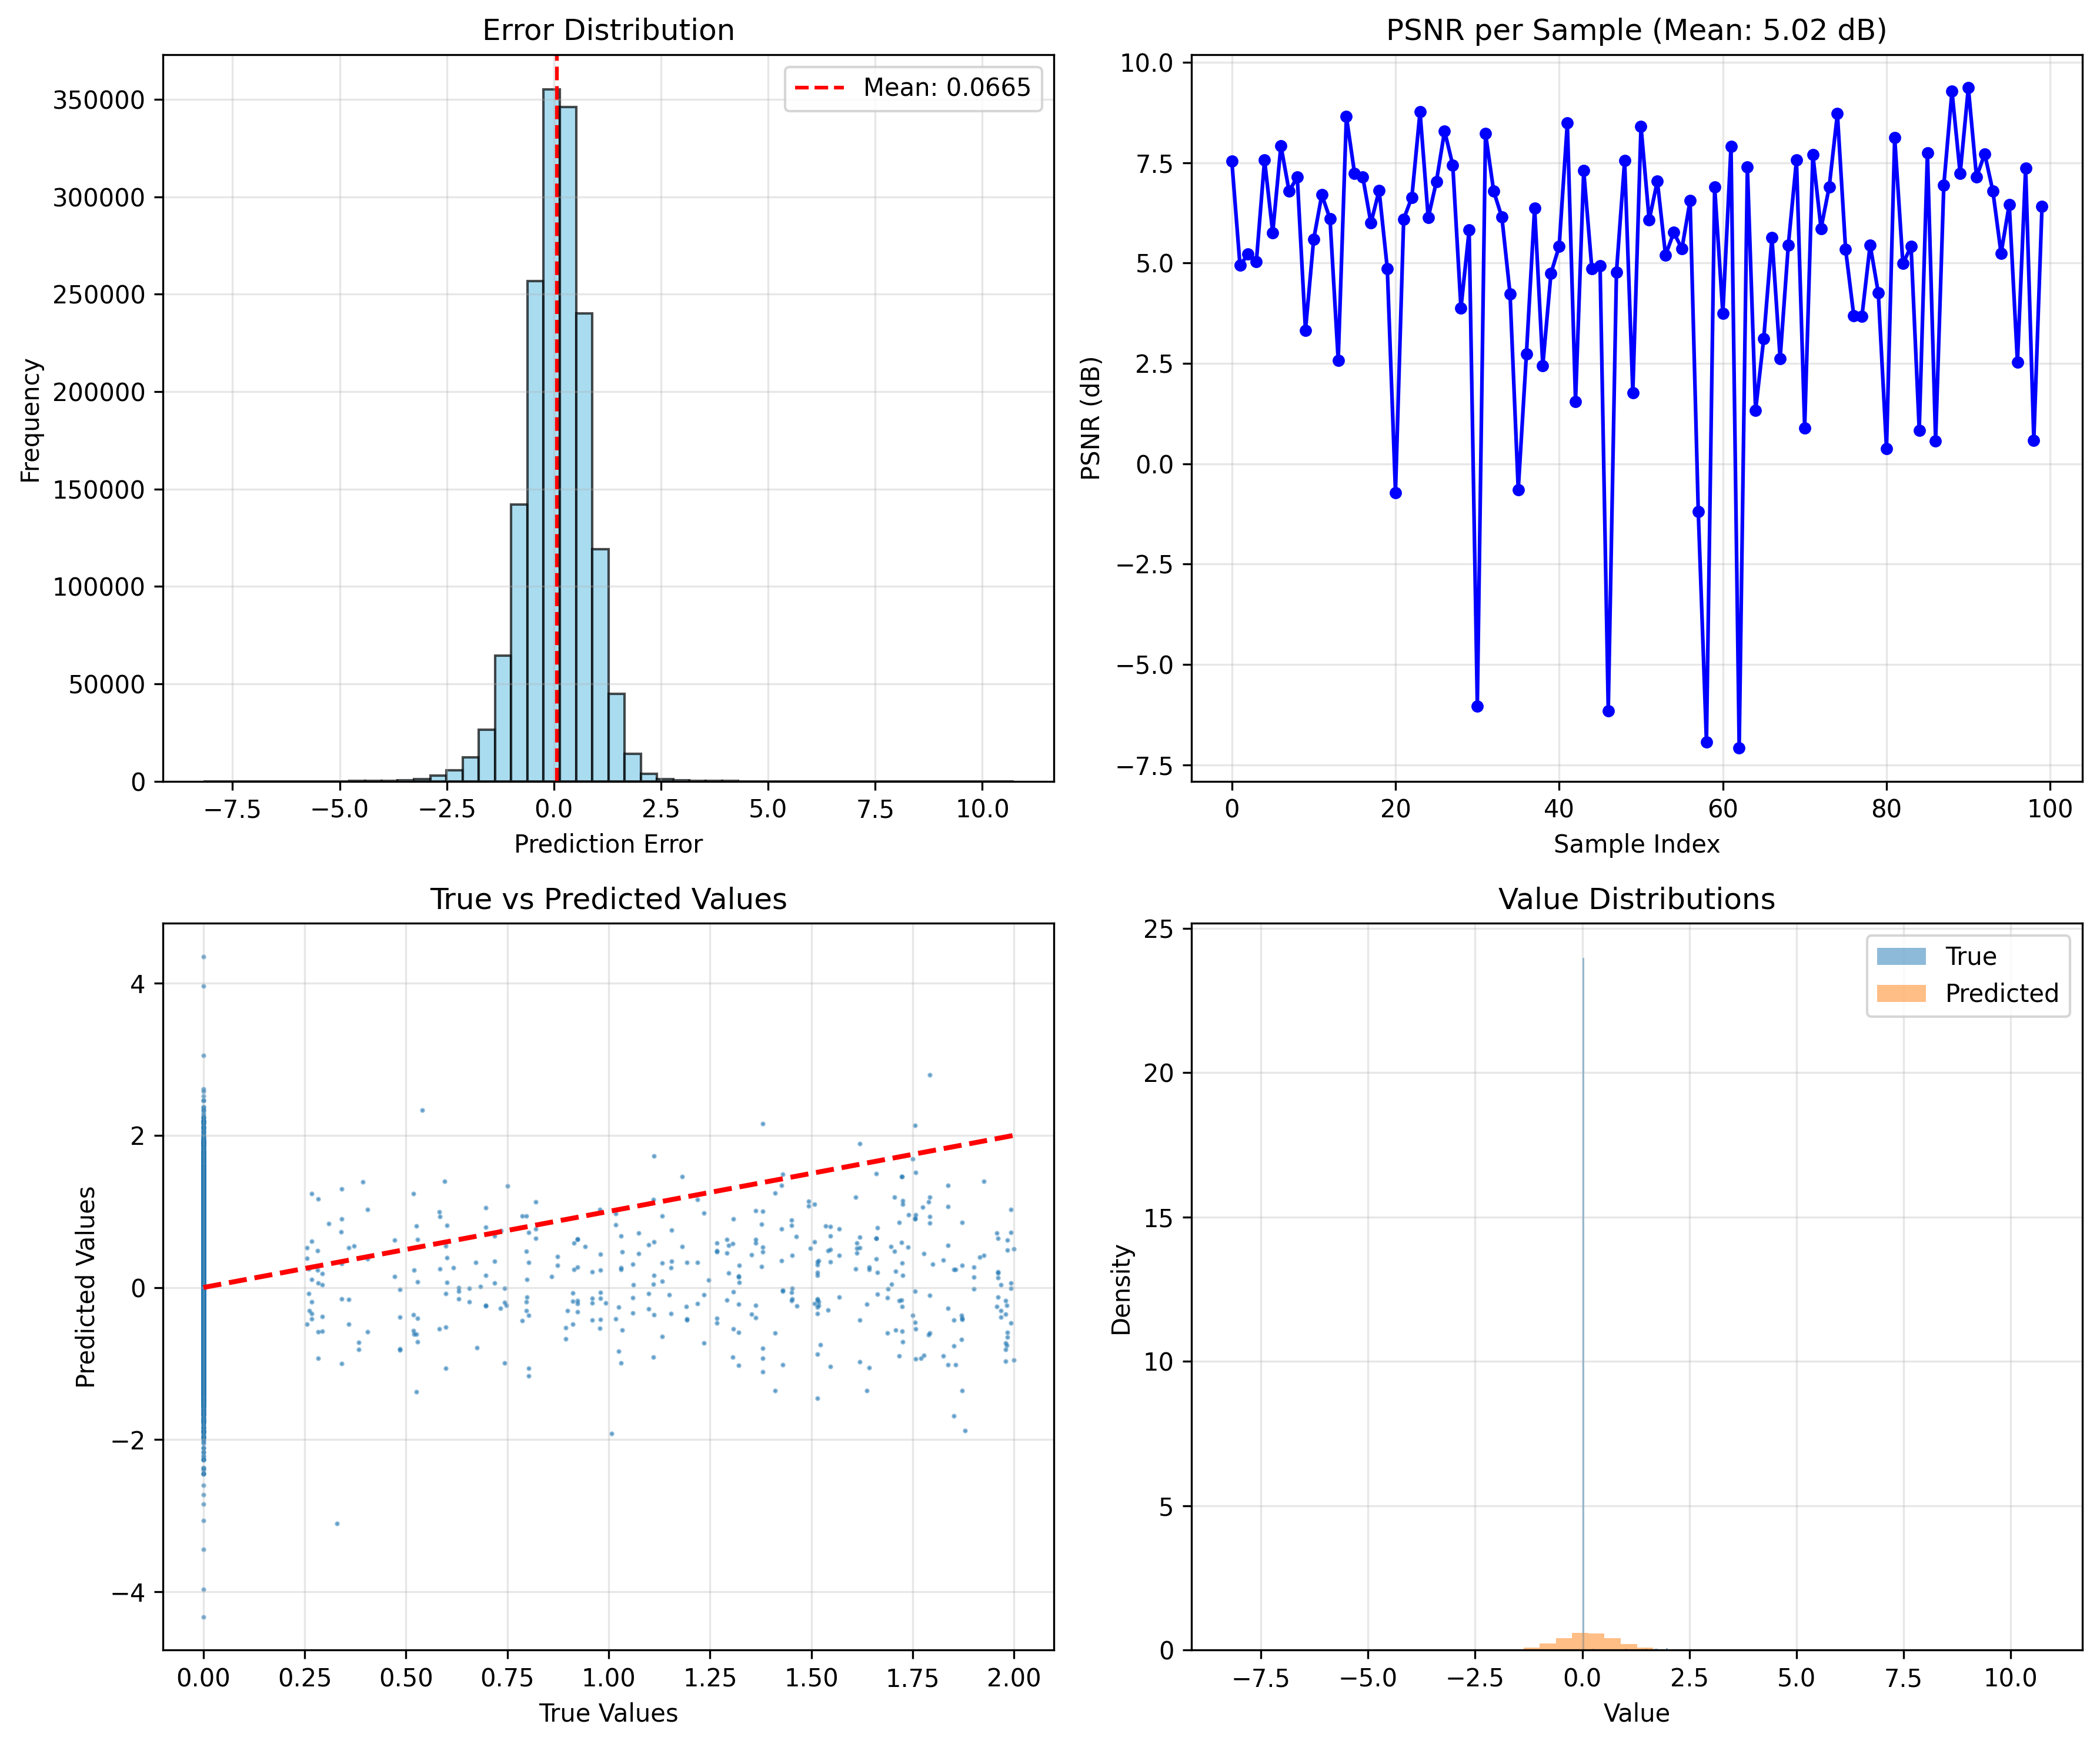 Error Distribution
Mean: 0.0665
350000
300000
250000
200000
150000
100000
50000
0
Frequency
−7.5 −5.0 −2.5 0.0 2.5 5.0 7.5 10.0
Prediction Error
PSNR per Sample (Mean: 5.02 dB)
10.0
7.5
5.0
2.5
0.0
−2.5
−5.0
−7.5
PSNR (dB)
0 20 40 60 80 100
Sample Index
True vs Predicted Values
4
2
0
−2
−4
Predicted Values
0.00 0.25 0.50 0.75 1.00 1.25 1.50 1.75 2.00
True Values
Value Distributions
True
Predicted
25
20
15
10
5
0
Density
−7.5 −5.0 −2.5 0.0 2.5 5.0 7.5 10.0
Value